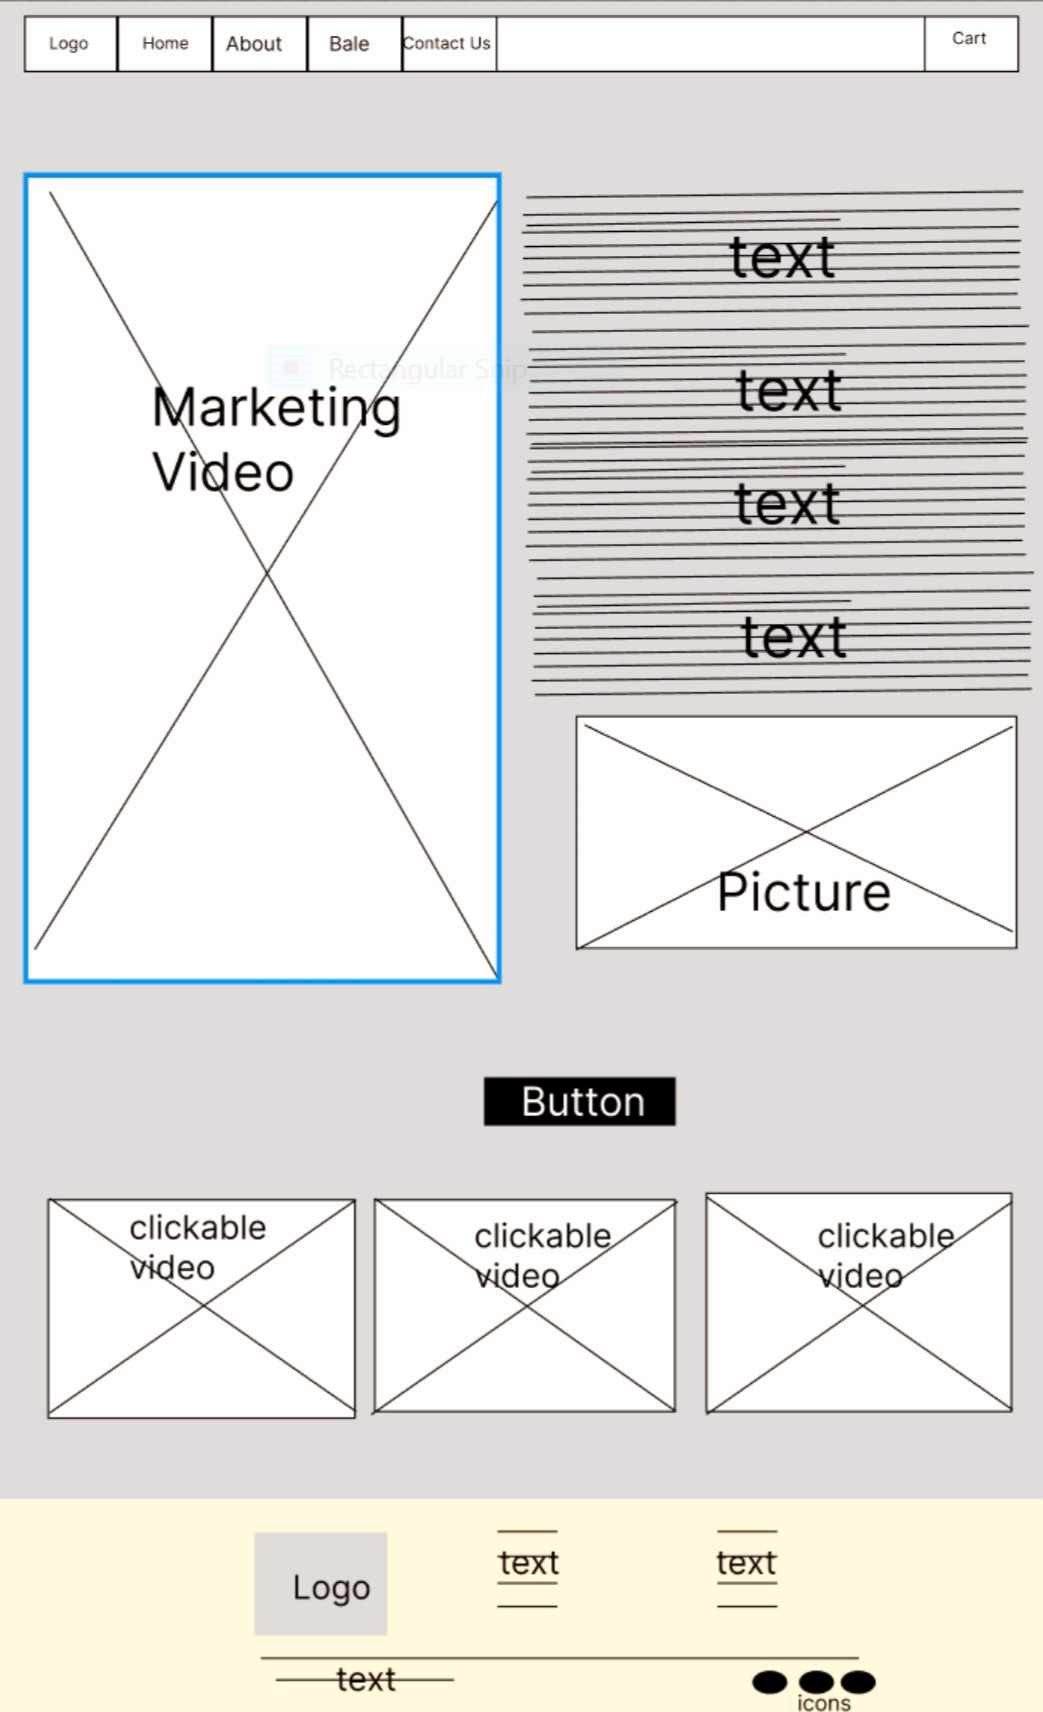 Logo
Home
About
Bale
Contact Us
Cart
Rectangular Snip
Marketing
Video
text
text
text
text
Picture
Button
clickable
video
clickable
video
clickable
video
Logo
text
text
text
icons